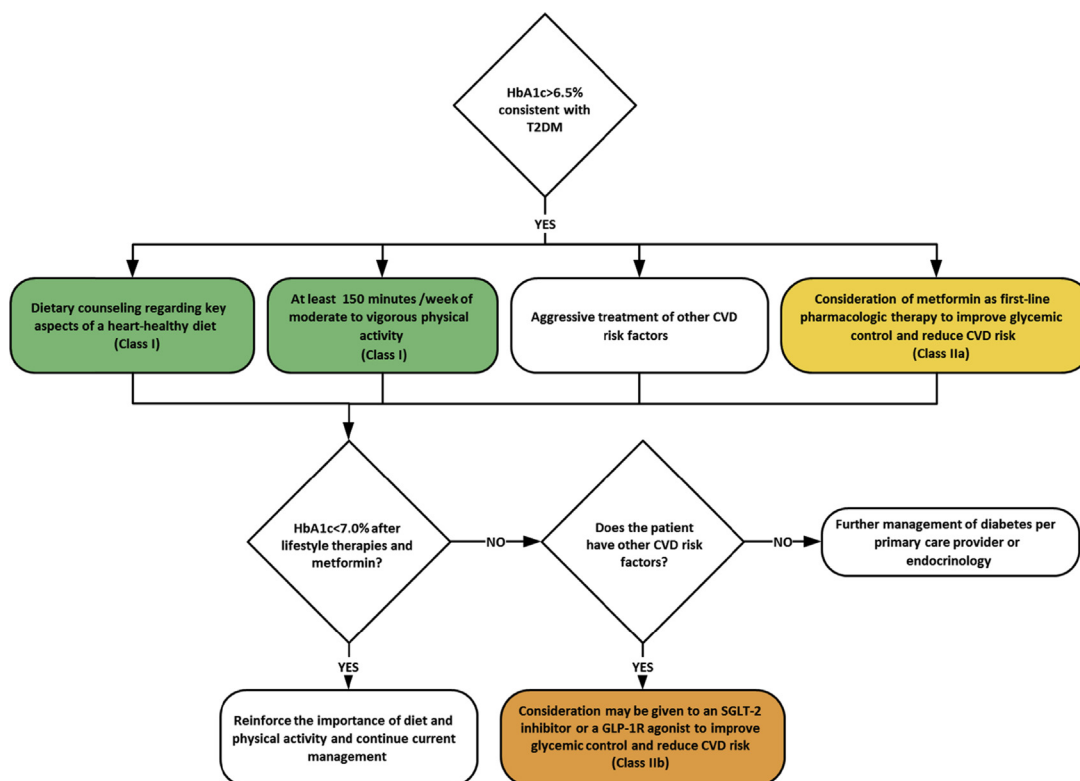 HbA1c>6.5%
consistent with
T2DM
YES
Dietary counseling regarding key
aspects of a heart-healthy diet
(Class I)
At least 150 minutes /week of
moderate to vigorous physical
activity
(Class I)
Aggressive treatment of other CVD
risk factors
Consideration of metformin as first-line
pharmacologic therapy to improve glycemic
control and reduce CVD risk
(Class IIa)
HbA1c<7.0% after
lifestyle therapies and
metformin?
NO
Does the patient
have other CVD risk
factors?
NO
Further management of diabetes per
primary care provider or
endocrinology
YES
YES
Reinforce the importance of diet and
physical activity and continue current
management
Consideration may be given to an SGLT-2
inhibitor or a GLP-1R agonist to improve
glycemic control and reduce CVD risk
(Class IIb)